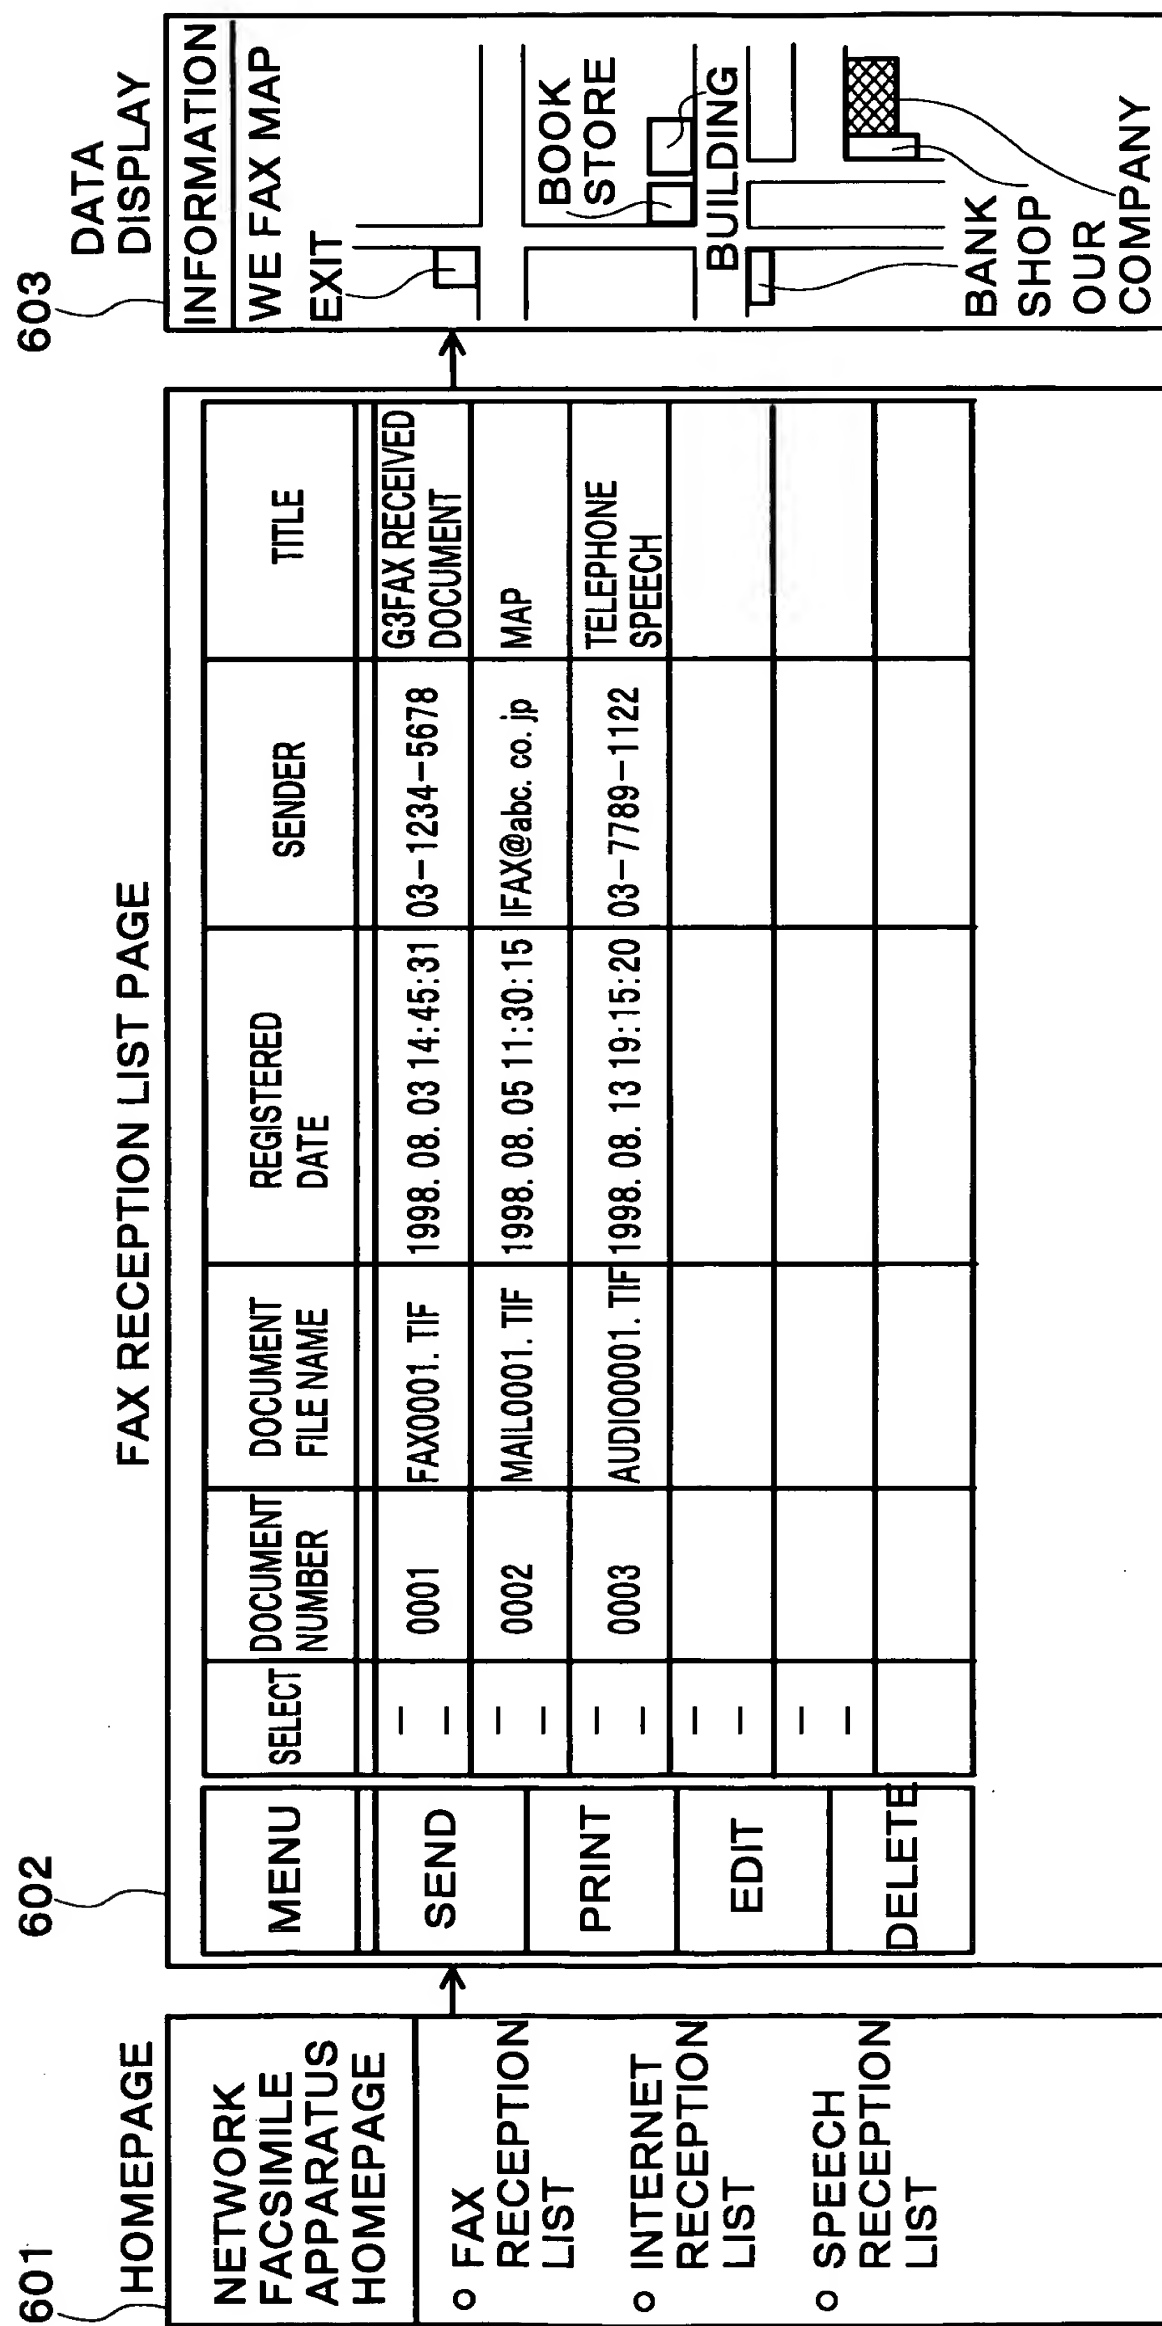 601
HOMEPAGE
NETWORK
FACSIMILE
APPARATUS
HOMEPAGE
○ FAX
RECEPTION
LIST
○ INTERNET
RECEPTION
LIST
○ SPEECH
RECEPTION
LIST
602
FAX RECEPTION LIST PAGE
MENU
SEND
PRINT
EDIT
DELETE
SELECT
DOCUMENT
NUMBER
DOCUMENT
FILE NAME
REGISTERED
DATE
SENDER
TITLE
0001
FAX0001. TIF
1998. 08. 03 14:45:31
03-1234-5678
G3FAX RECEIVED
DOCUMENT
0002
MAIL0001. TIF
1998. 08. 05 11:30:15
IFAX@abc. co. jp
MAP
0003
AUDIO0001. TIF
1998. 08. 13 19:15:20
03-7789-1122
TELEPHONE
SPEECH
603
DATA
DISPLAY
INFORMATION
WE FAX MAP
EXIT
BOOK
STORE
BUILDING
BANK
SHOP
OUR
COMPANY